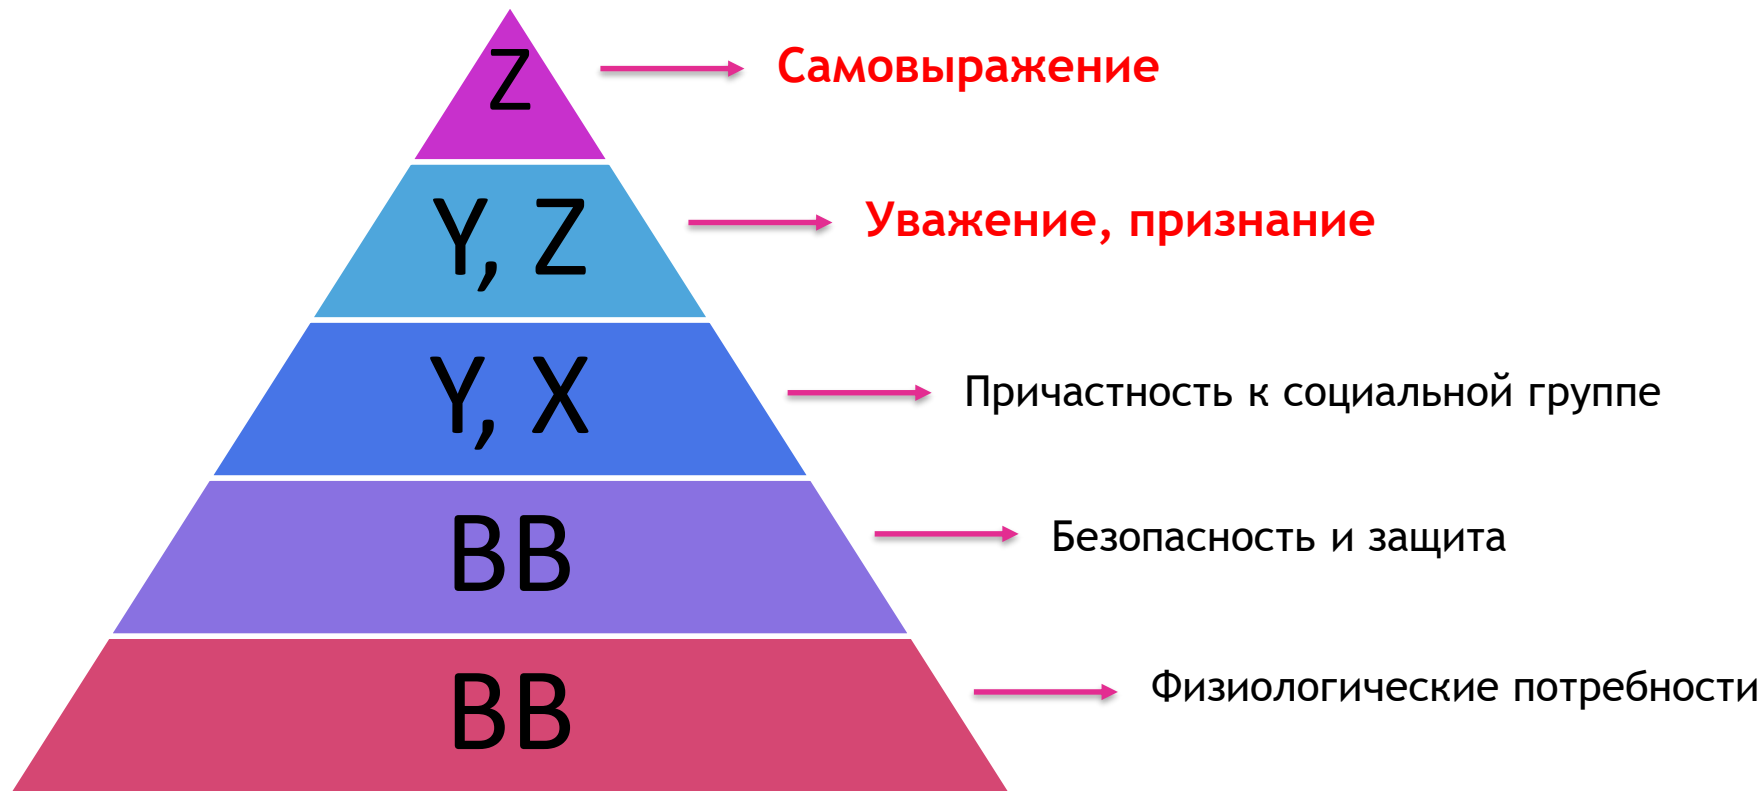 Z
Самовыражение
Y, Z
Уважение, признание
Y, X
Причастность к социальной группе
BB
Безопасность и защита
BB
Физиологические потребности